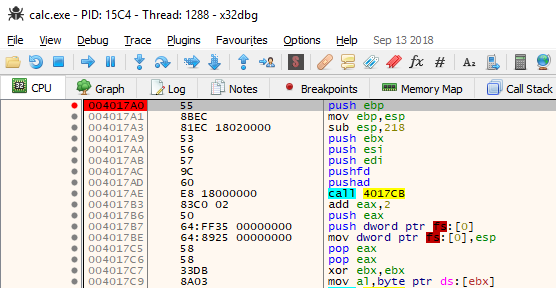 calc.exe - PID: 15C4 - Thread: 1288 - x32dbg
File View Debug Trace Plugins Favourites Options Help Sep 13 2018
CPU Graph Log Notes Breakpoints Memory Map Call Stack
004017A0 55 push ebp
004017A1 8BEC mov ebp,esp
004017A3 81EC 18020000 sub esp,218
004017A9 53 push ebx
004017AA 56 push esi
004017AB 57 push edi
004017AC 9C pushfd
004017AD 60 pushad
004017AE E8 18000000 call 4017CB
004017B3 83C0 02 add eax,2
004017B6 50 push eax
004017B7 64:FF35 00000000 push dword ptr fs:[0]
004017BE 64:8925 00000000 mov dword ptr fs:[0],esp
004017C5 58 pop eax
004017C6 58 pop eax
004017C7 33DB xor ebx,ebx
004017C9 8A03 mov al,byte ptr ds:[ebx]